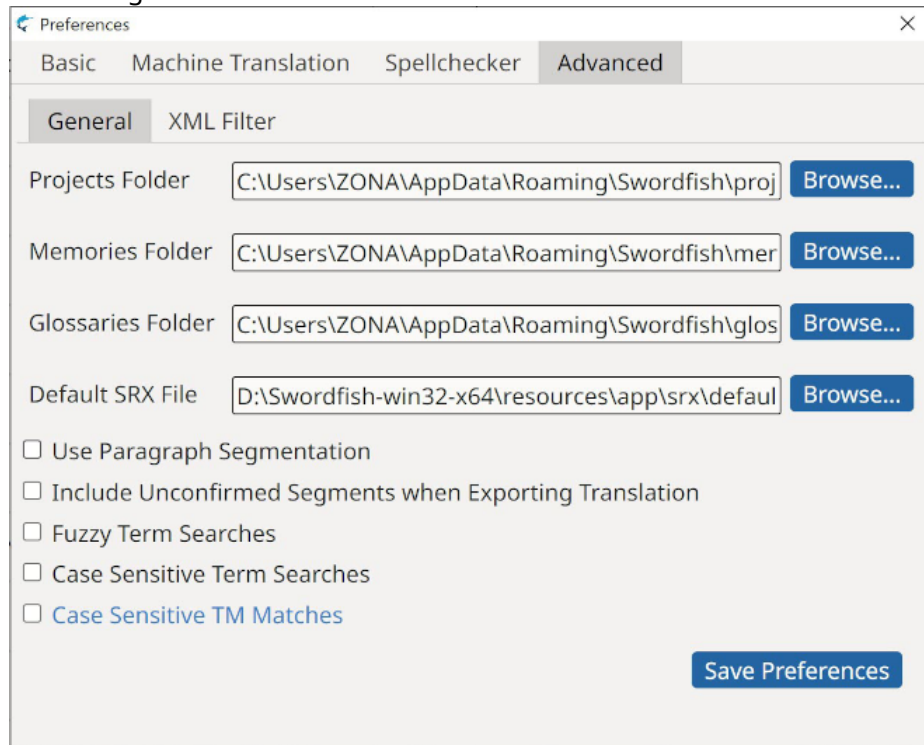 Preferences
Basic Machine Translation Spellchecker Advanced
General XML Filter
Projects Folder C:\Users\ZONA\AppData\Roaming\Swordfish\proj Browse...
Memories Folder C:\Users\ZONA\AppData\Roaming\Swordfish\mer Browse...
Glossaries Folder C:\Users\ZONA\AppData\Roaming\Swordfish\glos Browse...
Default SRX File D:\Swordfish-win32-x64\resources\app\srx\defaul Browse...
Use Paragraph Segmentation
Include Unconfirmed Segments when Exporting Translation
Fuzzy Term Searches
Case Sensitive Term Searches
Case Sensitive TM Matches
Save Preferences